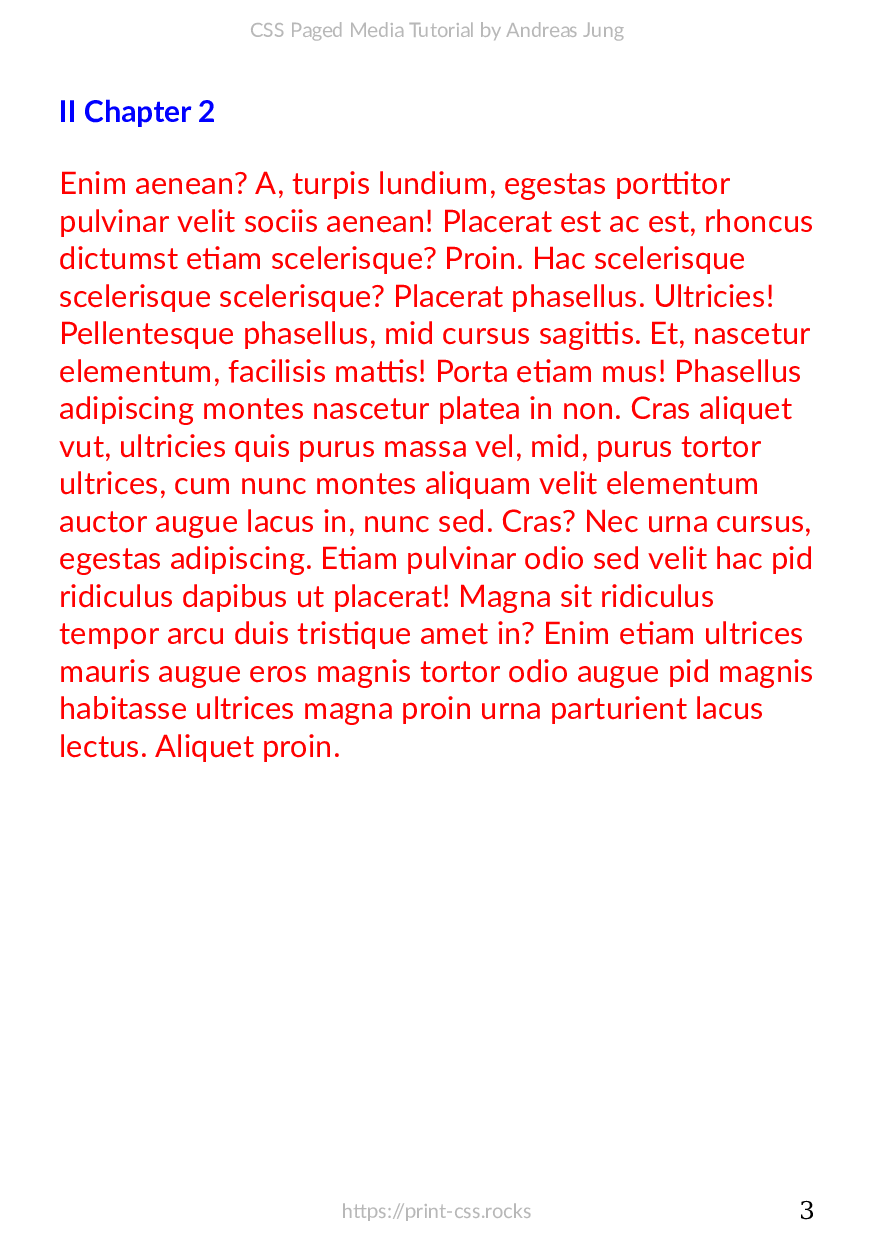 CSS Paged Media Tutorial by Andreas Jung
II Chapter 2
Enim aenean? A, turpis lundium, egestas porttitor
pulvinar velit sociis aenean! Placerat est ac est, rhoncus
dictumst etiam scelerisque? Proin. Hac scelerisque
scelerisque scelerisque? Placerat phasellus. Ultricies!
Pellentesque phasellus, mid cursus sagittis. Et, nascetur
elementum, facilisis mattis! Porta etiam mus! Phasellus
adipiscing montes nascetur platea in non. Cras aliquet
vut, ultricies quis purus massa vel, mid, purus tortor
ultrices, cum nunc montes aliquam velit elementum
auctor augue lacus in, nunc sed. Cras? Nec urna cursus,
egestas adipiscing. Etiam pulvinar odio sed velit hac pid
ridiculus dapibus ut placerat! Magna sit ridiculus
tempor arcu duis tristique amet in? Enim etiam ultrices
mauris augue eros magnis tortor odio augue pid magnis
habitasse ultrices magna proin urna parturient lacus
lectus. Aliquet proin.
https://print-css.rocks
3